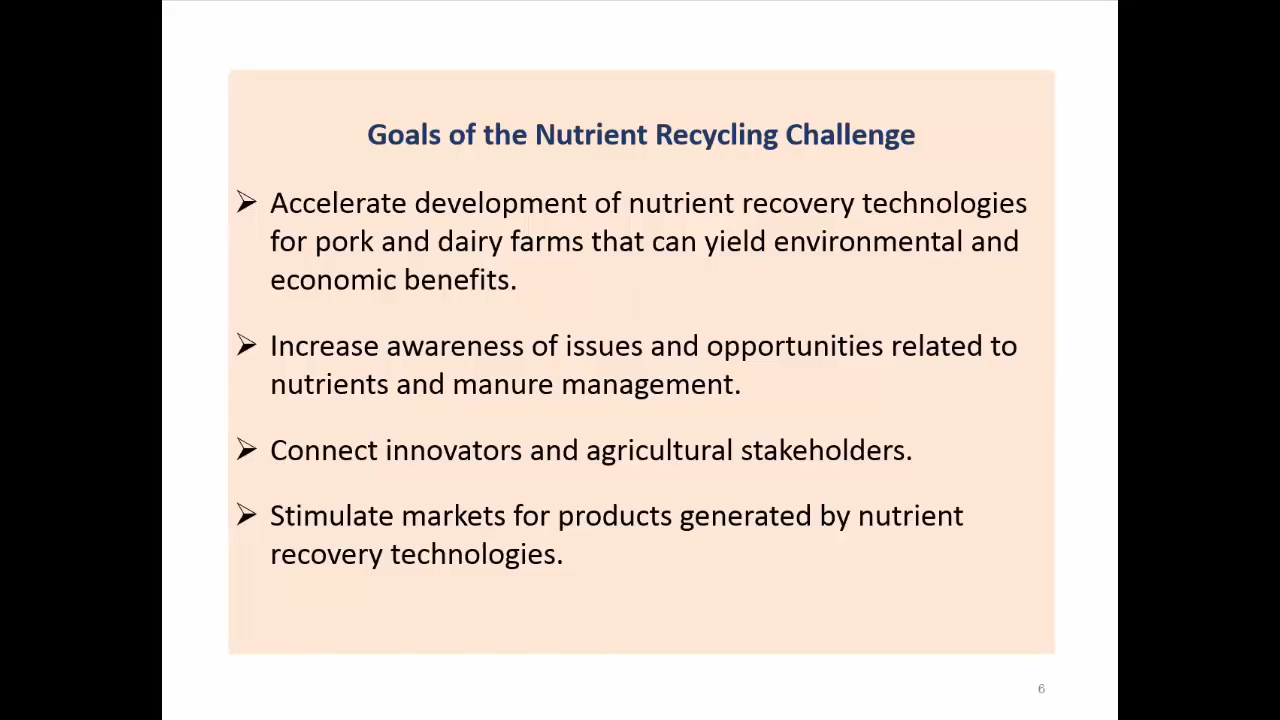 Goals of the Nutrient Recycling Challenge
➢ Accelerate development of nutrient recovery technologies
for pork and dairy farms that can yield environmental and
economic benefits.
➢ Increase awareness of issues and opportunities related to
nutrients and manure management.
➢ Connect innovators and agricultural stakeholders.
➢ Stimulate markets for products generated by nutrient
recovery technologies.
6